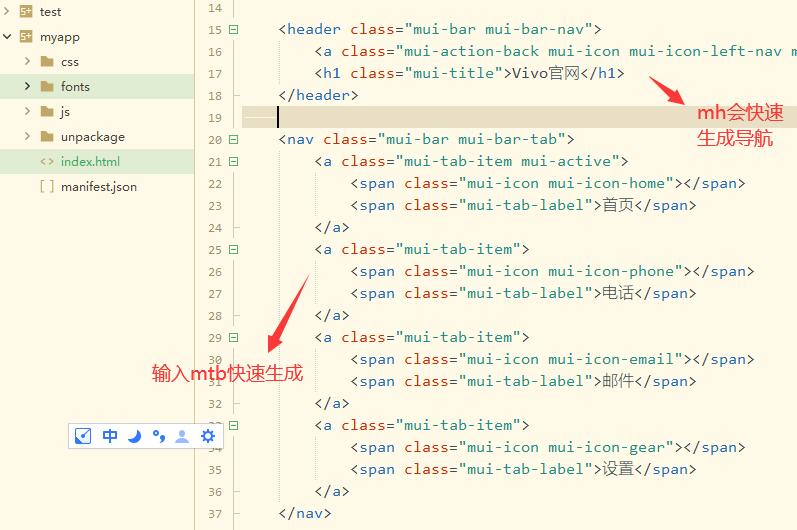 test
myapp
css
fonts
js
unpackage
index.html
manifest.json
14
15 <header class="mui-bar mui-bar-nav">
16 <a class="mui-action-back mui-icon mui-icon-left-nav m
17 <h1 class="mui-title">Vivo官网</h1>
18 </header>
19
20 <nav class="mui-bar mui-bar-tab">
21 <a class="mui-tab-item mui-active">
22 <span class="mui-icon mui-icon-home"></span>
23 <span class="mui-tab-label">首页</span>
24 </a>
25 <a class="mui-tab-item">
26 <span class="mui-icon mui-icon-phone"></span>
27 <span class="mui-tab-label">电话</span>
28 </a>
29 <a class="mui-tab-item">
30 <span class="mui-icon mui-icon-email"></span>
31 <span class="mui-tab-label">邮件</span>
32 </a>
33 <a class="mui-tab-item">
<span class="mui-icon mui-icon-gear"></span>
35 <span class="mui-tab-label">设置</span>
36 </a>
37 </nav>
mh会快速
生成导航
输入mtb快速生成
中